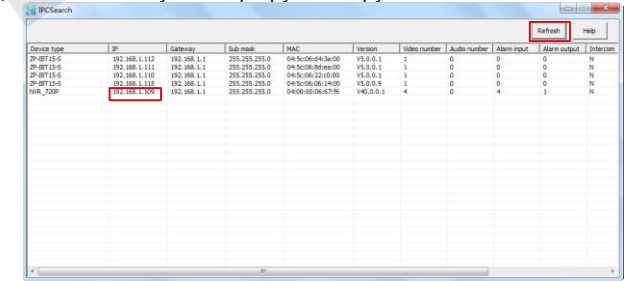 IPCSearch
Refresh Help
Device type IP Gateway Sub mask MAC Version Video number Audio number Alarm input Alarm output Intercom
ZP-IBT15-S 192.168.1.112 192.168.1.1 255.255.255.0 04:5c:06:d4:3a:00 V5.0.0.1 1 0 0 0 N
ZP-IBT15-S 192.168.1.111 192.168.1.1 255.255.255.0 04:5c:06:8d:ea:00 V5.0.0.1 1 0 0 0 N
ZP-IBT15-S 192.168.1.110 192.168.1.1 255.255.255.0 04:5c:06:22:c0:00 V5.0.0.1 1 0 0 0 N
ZP-IBT15-S 192.168.1.115 192.168.1.1 255.255.255.0 04:5c:06:06:14:00 V5.0.0.9 1 0 0 0 N
NVR_720P 192.168.1.109 192.168.1.1 255.255.255.0 04:00:00:06:67:f6 V40.0.0.1 4 0 4 1 N